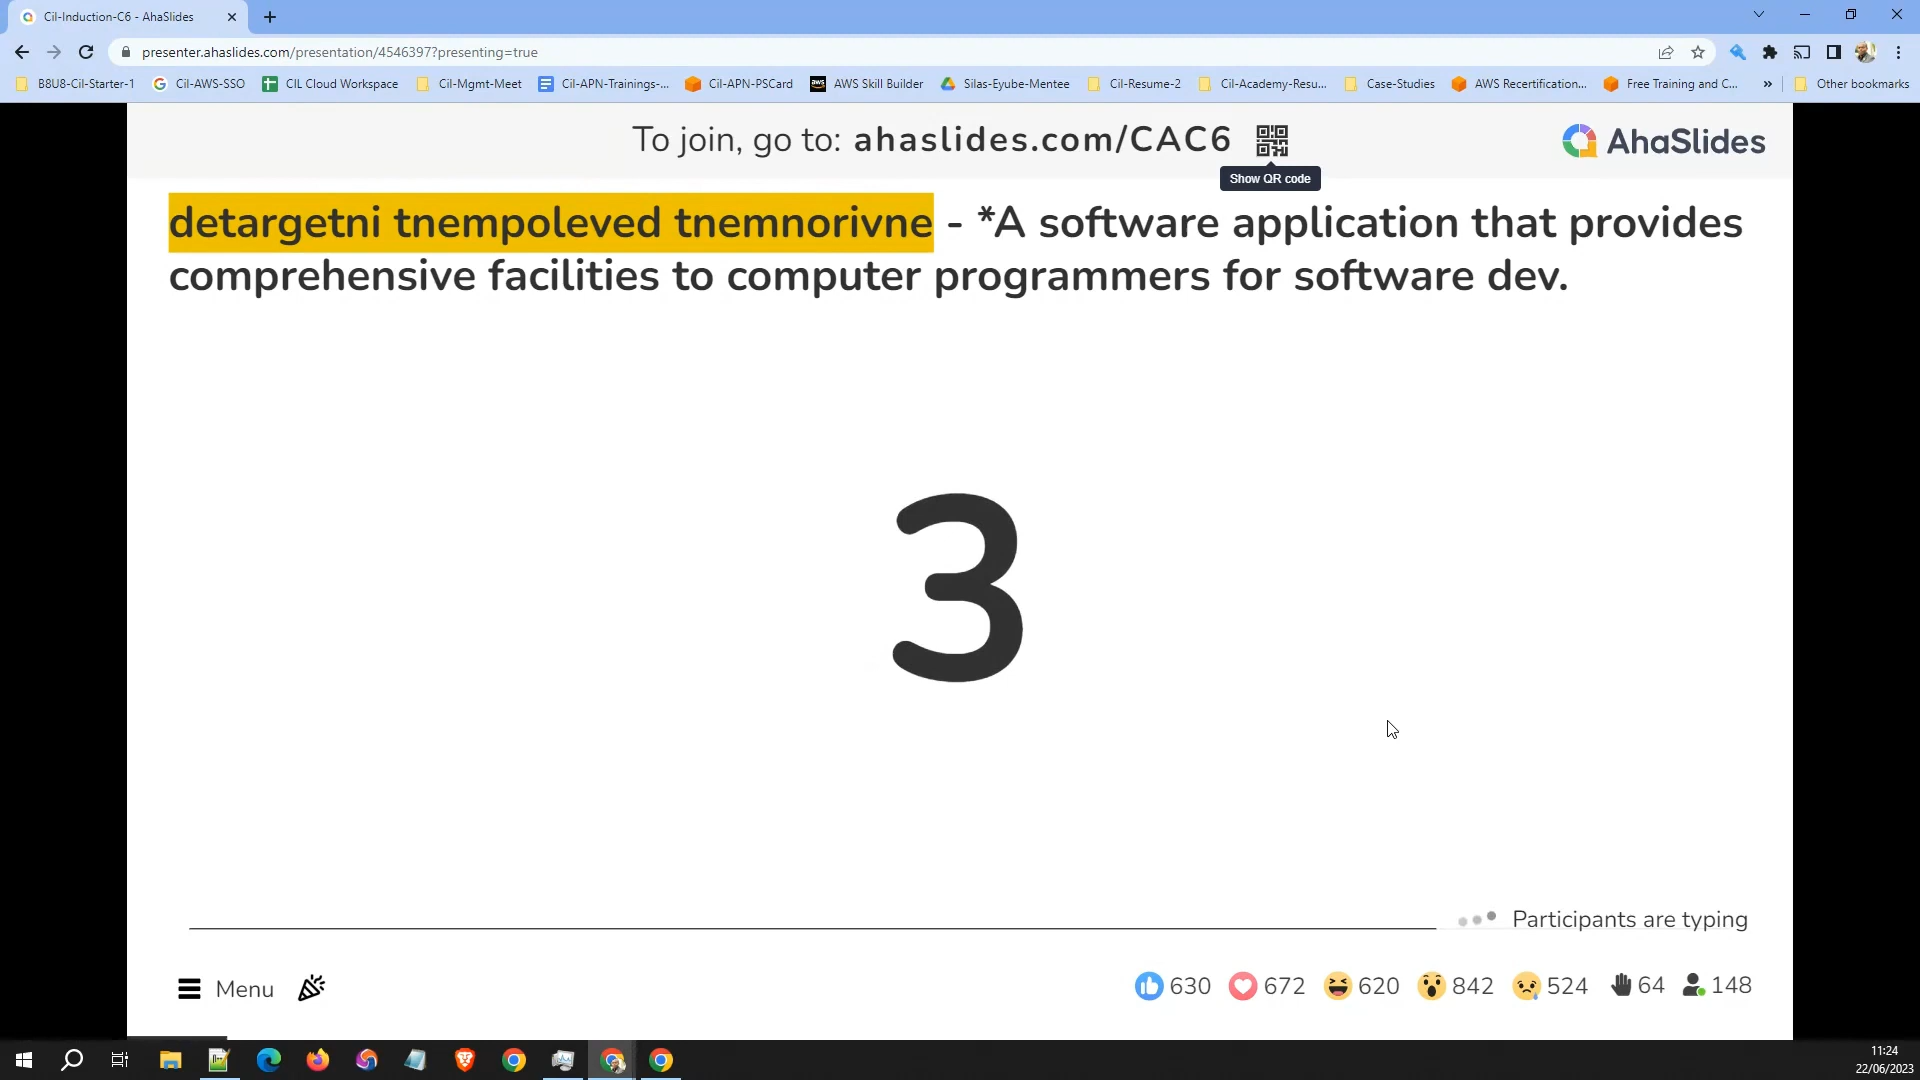 Cil-Induction-C6 - AhaSlides
presenter.ahaslides.com/presentation/4546397?presenting=true
B8U8-Cil-Starter-1 Cil-AWS-SSO CIL Cloud Workspace Cil-Mgmt-Meet Cil-APN-Trainings-... Cil-APN-PSCard AWS Skill Builder Silas-Eyube-Mentee Cil-Resume-2 Cil-Academy-Resu... Case-Studies AWS Recertification... Free Training and C... » Other bookmarks
To join, go to: ahaslides.com/CAC6 AhaSlides
Show QR code
detargetni tnempoleved tnemnorivne - *A software application that provides
comprehensive facilities to computer programmers for software dev.
3
Participants are typing
Menu 630 672 620 842 524 64 148
11:24
22/06/2023